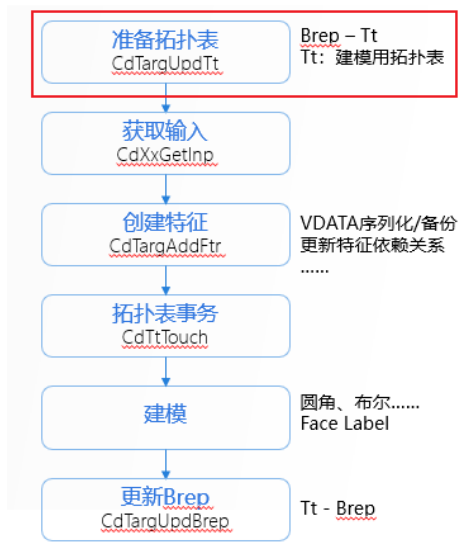 准备拓扑表
CdTargUpdTt
Brep – Tt
Tt：建模用拓扑表
获取输入
CdXxGetInp
创建特征
CdTargAddFtr
VDATA序列化/备份
更新特征依赖关系
……
拓扑表事务
CdTtTouch
建模
圆角、布尔……
Face Label
更新Brep
CdTargUpdBrep
Tt - Brep